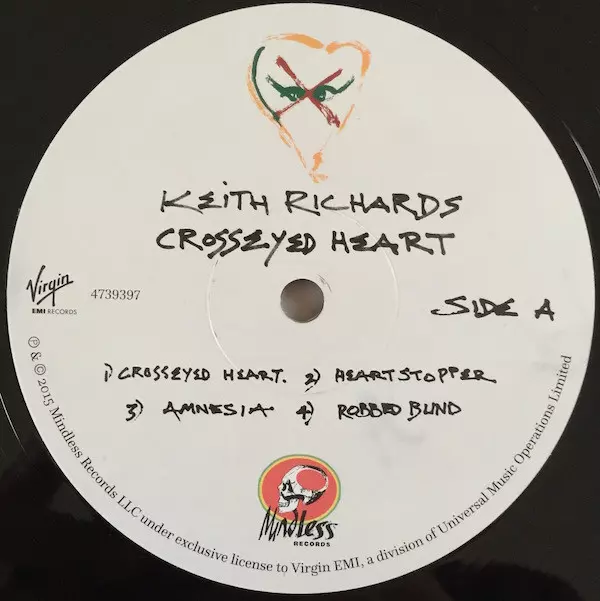 KEITH RICHARDS
CROSSEYED HEART
Virgin
EMI RECORDS
4739397
SIDE A
1) CROSSEYED HEART. 2) HEARTSTOPPER
3) AMNESIA 4) ROBBED BLIND
Mindless
RECORDS
℗ & © 2015 Mindless Records LLC under exclusive license to Virgin EMI, a division of Universal Music Operations Limited